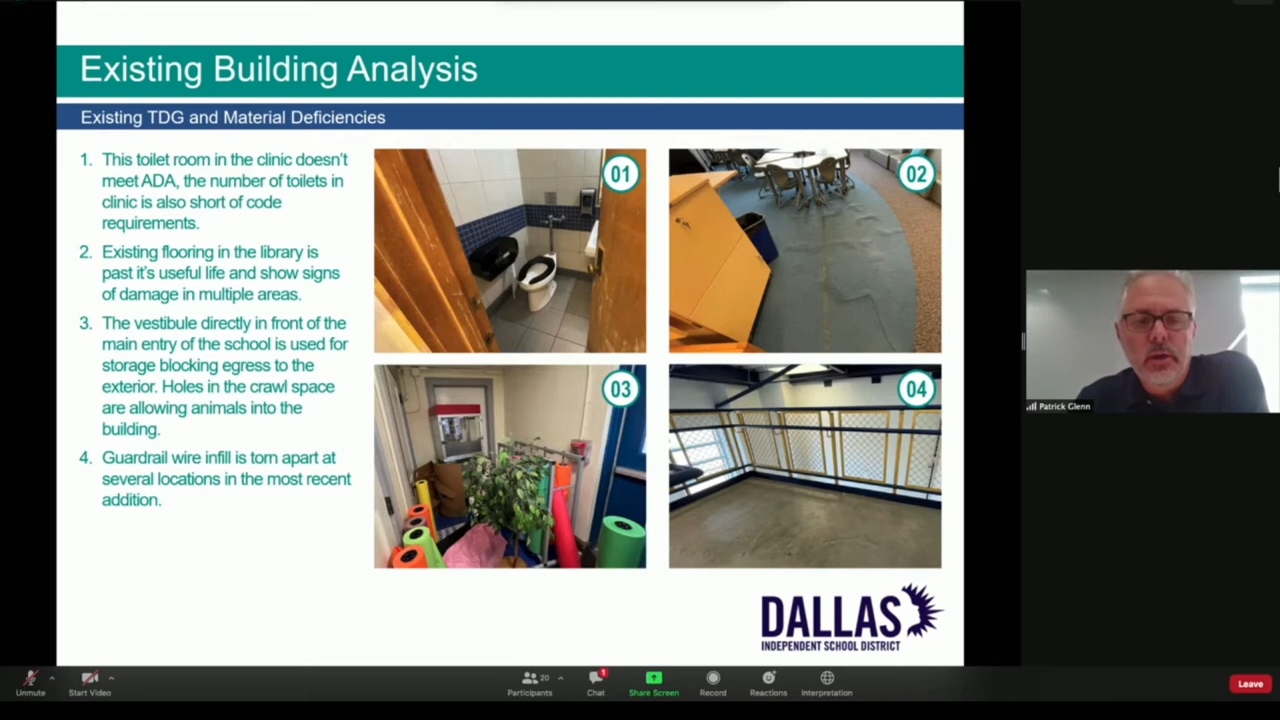 Existing Building Analysis
Existing TDG and Material Deficiencies
1. This toilet room in the clinic doesn't
meet ADA, the number of toilets in
clinic is also short of code
requirements.
2. Existing flooring in the library is
past it's useful life and show signs
of damage in multiple areas.
3. The vestibule directly in front of the
main entry of the school is used for
storage blocking egress to the
exterior. Holes in the crawl space
are allowing animals into the
building.
4. Guardrail wire infill is torn apart at
several locations in the most recent
addition.
01
02
03
04
DALLAS
INDEPENDENT SCHOOL DISTRICT
Patrick Glenn
Unmute
Start Video
20
Participants
1
Chat
Share Screen
Record
Reactions
Interpretation
Leave